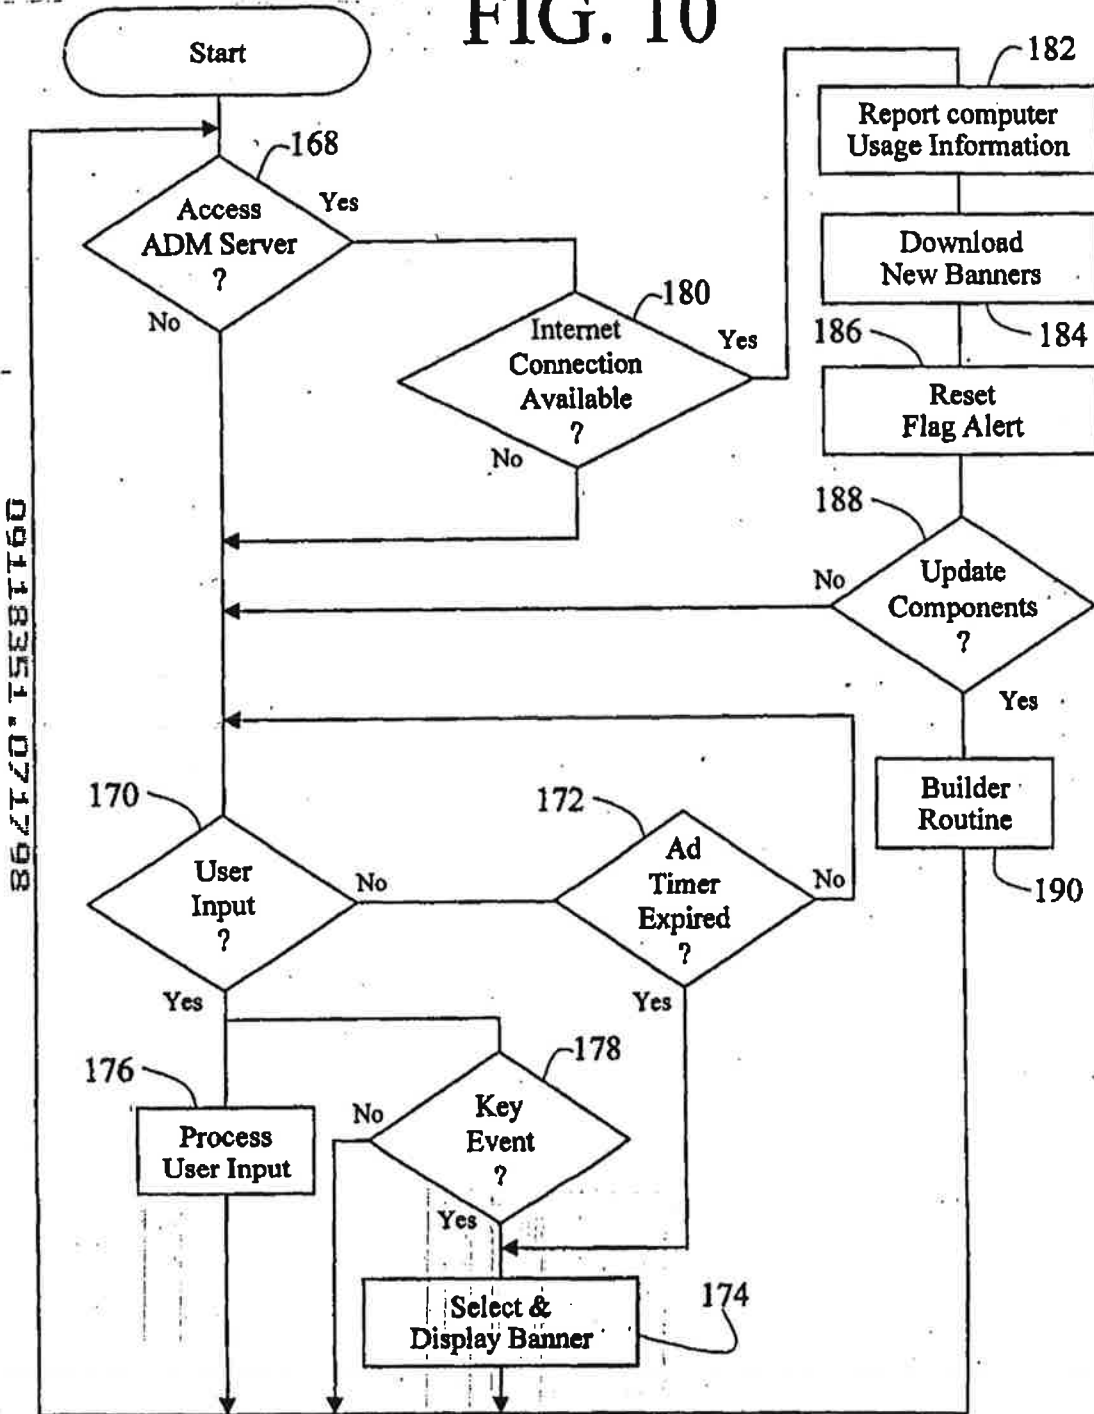 FIG. 10
Start
182
Report computer
Usage Information
168
Access
ADM Server
?
Yes
No
Download
New Banners
184
180
Internet
Connection
Available
?
Yes
No
186
Reset
Flag Alert
188
Update
Components
?
No
Yes
09118351.071798
170
User
Input
?
No
Yes
172
Ad
Timer
Expired
?
No
Yes
Builder
Routine
190
176
Process
User Input
178
Key
Event
?
No
Yes
174
Select &
Display Banner